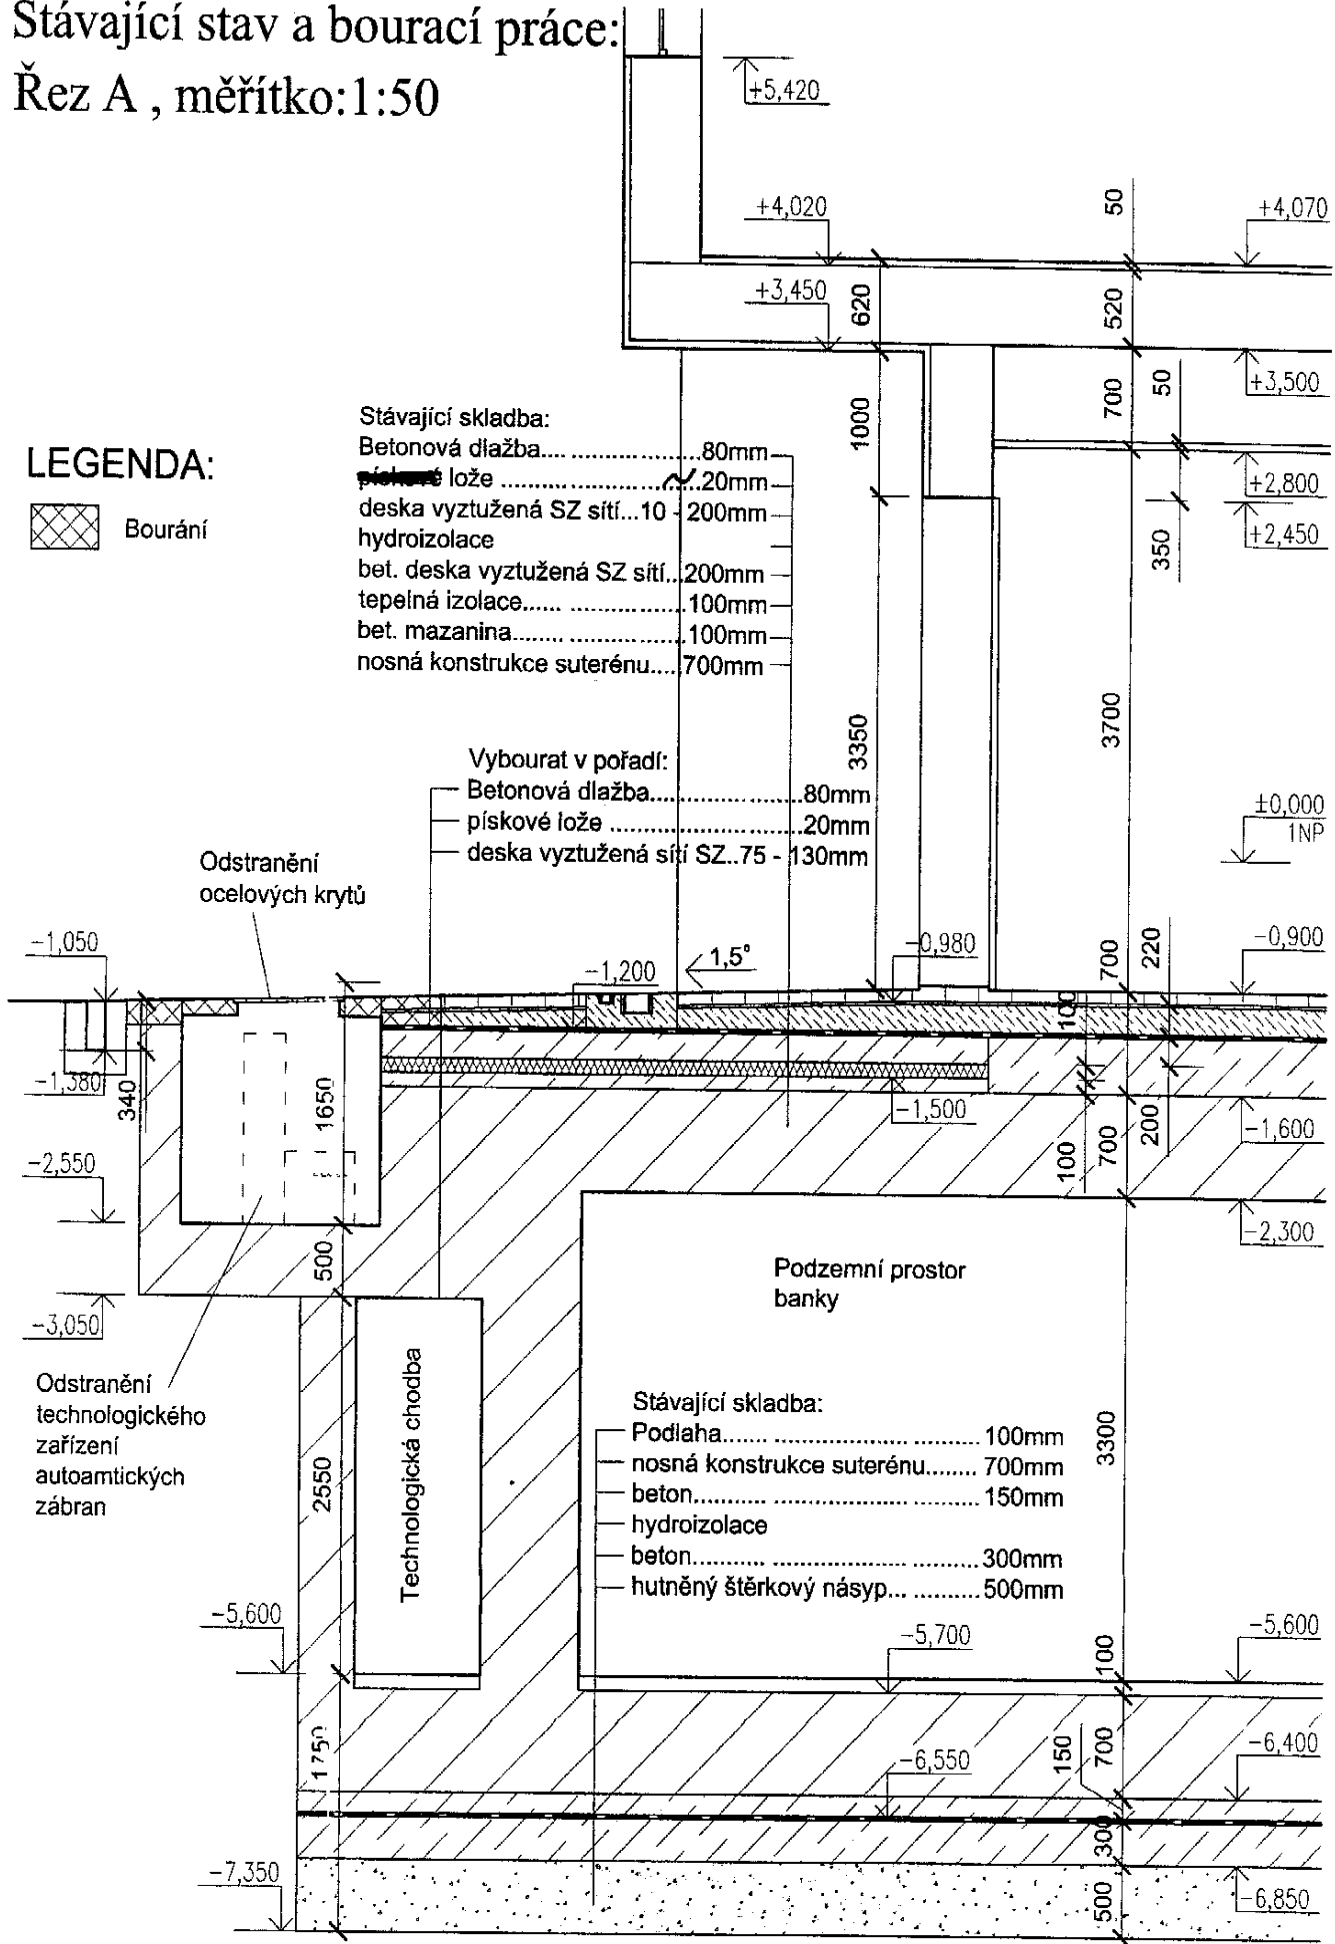 Stávající stav a bourací práce:
Řez A , měřítko:1:50
+5,420
+4,020
50
+4,070
+3,450
620
520
+3,500
1000
700
50
+2,800
+2,450
350
LEGENDA:
Bourání
Stávající skladba:
Betonová dlažba.... ........................80mm
lože ..............................20mm
deska vyztužená SZ sítí...10 - 200mm
hydroizolace
bet. deska vyztužená SZ sítí..200mm
tepelná izolace...... ..................100mm
bet. mazanina........ ..................100mm
nosná konstrukce suterénu....700mm
3350
3700
Vybourat v pořadí:
Betonová dlažba......................80mm
pískové lože ............................20mm
deska vyztužená sítí SZ..75 - 130mm
±0,000
1NP
Odstranění
ocelových krytů
-1,050
-1,200
1,5°
-0,980
700
220
-0,900
100
-1,380
340
1650
-1,500
100
700
200
-1,600
-2,550
500
-2,300
Podzemní prostor
banky
-3,050
Odstranění
technologického
zařízení
autoamtických
zábran
2550
Technologická chodba
Stávající skladba:
Podlaha....... ...................... .......... 100mm
nosná konstrukce suterénu........ 700mm
beton........... ...................... .......... 150mm
hydroizolace
beton........... .................................300mm
hutněný štěrkový násyp... ..........500mm
3300
-5,600
-5,700
100
-5,600
1750
-6,550
150
700
-6,400
300
-7,350
500
-6,850